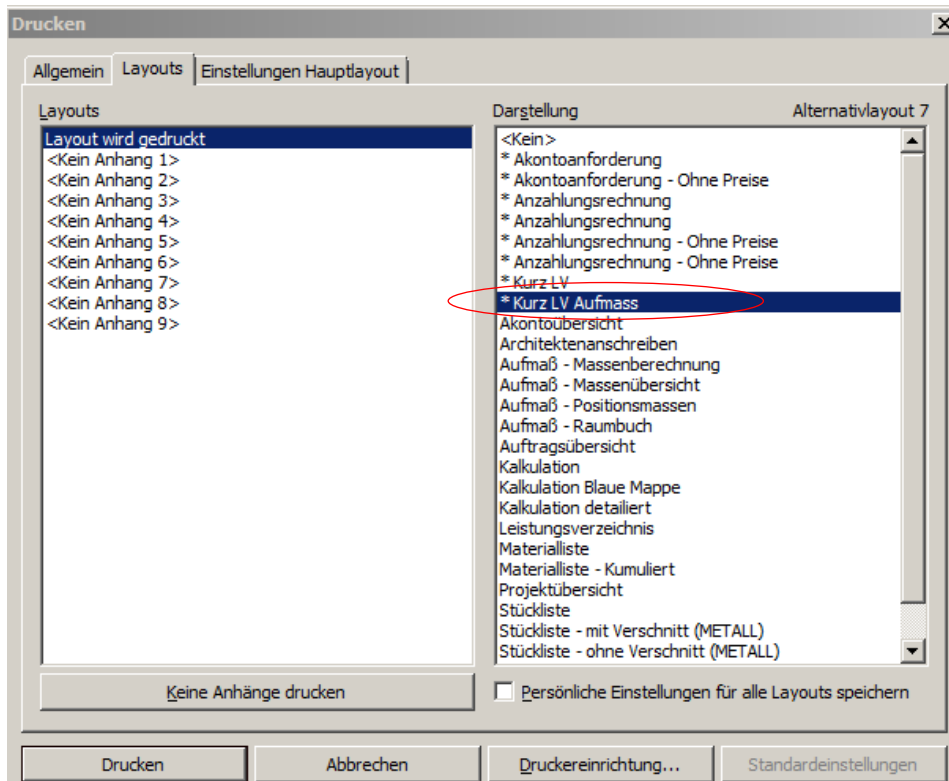 Drucken
Allgemein Layouts Einstellungen Hauptlayout
Layouts
Layout wird gedruckt
<Kein Anhang 1>
<Kein Anhang 2>
<Kein Anhang 3>
<Kein Anhang 4>
<Kein Anhang 5>
<Kein Anhang 6>
<Kein Anhang 7>
<Kein Anhang 8>
<Kein Anhang 9>
Keine Anhänge drucken
Darstellung Alternativlayout 7
<Kein>
* Akontoanforderung
* Akontoanforderung - Ohne Preise
* Anzahlungsrechnung
* Anzahlungsrechnung
* Anzahlungsrechnung - Ohne Preise
* Anzahlungsrechnung - Ohne Preise
* Kurz LV
* Kurz LV Aufmass
Akontoübersicht
Architektenanschreiben
Aufmaß - Massenberechnung
Aufmaß - Massenübersicht
Aufmaß - Positionsmassen
Aufmaß - Raumbuch
Auftragsübersicht
Kalkulation
Kalkulation Blaue Mappe
Kalkulation detailiert
Leistungsverzeichnis
Materialliste
Materialliste - Kumuliert
Projektübersicht
Stückliste
Stückliste - mit Verschnitt (METALL)
Stückliste - ohne Verschnitt (METALL)
Persönliche Einstellungen für alle Layouts speichern
Drucken Abbrechen Druckereinrichtung... Standardeinstellungen